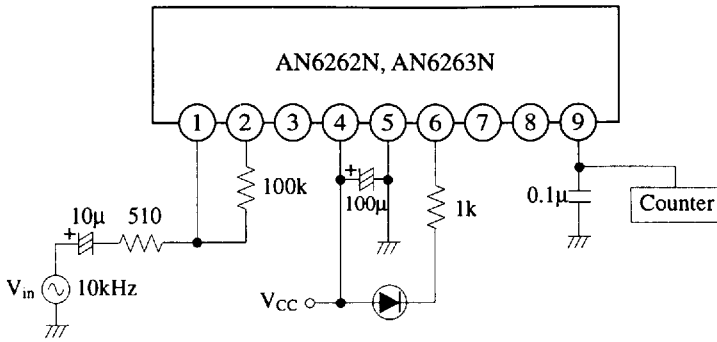 AN6262N, AN6263N
1 2 3 4 5 6 7 8 9
100k
+
100μ
1k
0.1μ
Counter
10μ
510
+
Vin
10kHz
VCC